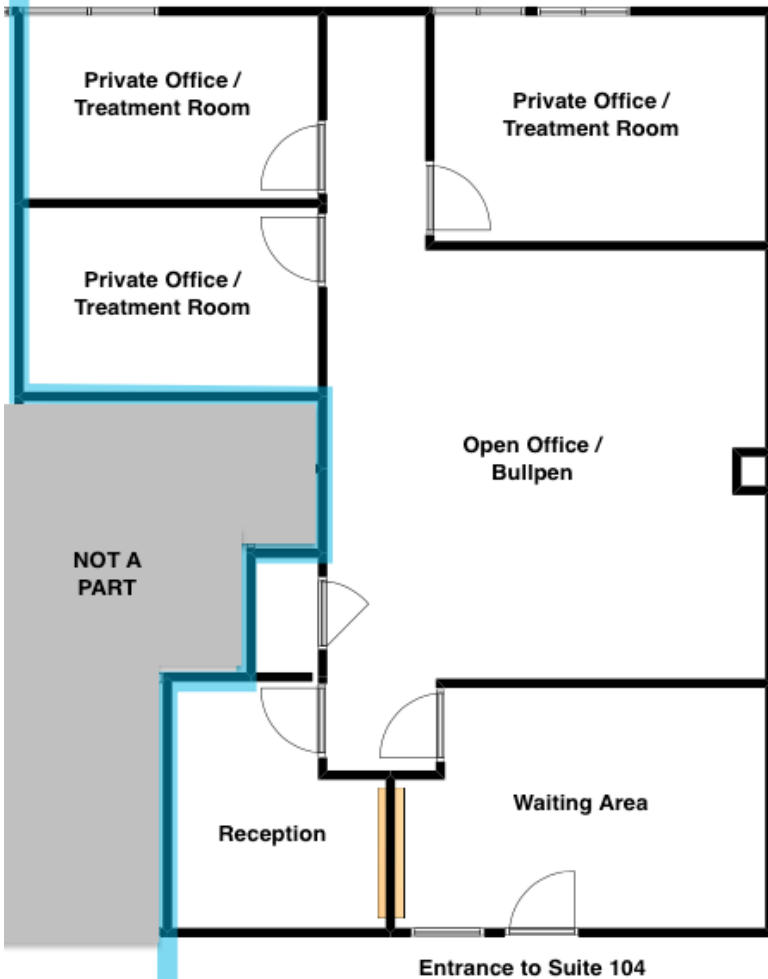 Private Office /
Treatment Room
Private Office /
Treatment Room
Private Office /
Treatment Room
Open Office /
Bullpen
NOT A
PART
Waiting Area
Reception
Entrance to Suite 104